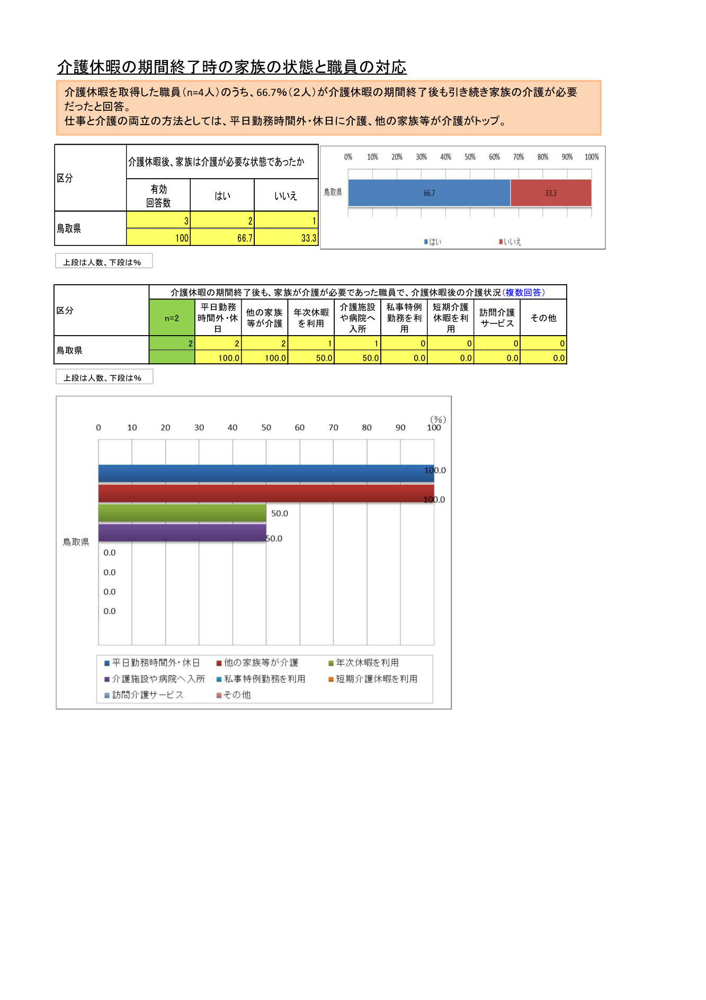 介護休暇の期間終了時の家族の状態と職員の対応
介護休暇を取得した職員（n=4人）のうち、66.7%（２人）が介護休暇の期間終了後も引き続き家族の介護が必要
だったと回答。
仕事と介護の両立の方法としては、平日勤務時間外・休日に介護、他の家族等が介護がトップ。
区分 介護休暇後、家族は介護が必要な状態であったか
有効
回答数 はい いいえ
鳥取県 3 2 1
100 66.7 33.3
0% 10% 20% 30% 40% 50% 60% 70% 80% 90% 100%
鳥取県 66.7 33.3
はい いいえ
上段は人数、下段は%
区分 介護休暇の期間終了後も、家族が介護が必要であった職員で、介護休暇後の介護状況（複数回答）
n=2 平日勤務時間外・休日 他の家族等が介護 年次休暇を利用 介護施設や病院へ入所 私事特例勤務を利用 短期介護休暇を利用 訪問介護サービス その他
鳥取県 2 2 2 1 1 0 0 0 0
100.0 100.0 50.0 50.0 0.0 0.0 0.0 0.0
上段は人数、下段は%
（%）
0 10 20 30 40 50 60 70 80 90 100
100.0
100.0
50.0
50.0
鳥取県
0.0
0.0
0.0
0.0
平日勤務時間外・休日 他の家族等が介護 年次休暇を利用
介護施設や病院へ入所 私事特例勤務を利用 短期介護休暇を利用
訪問介護サービス その他